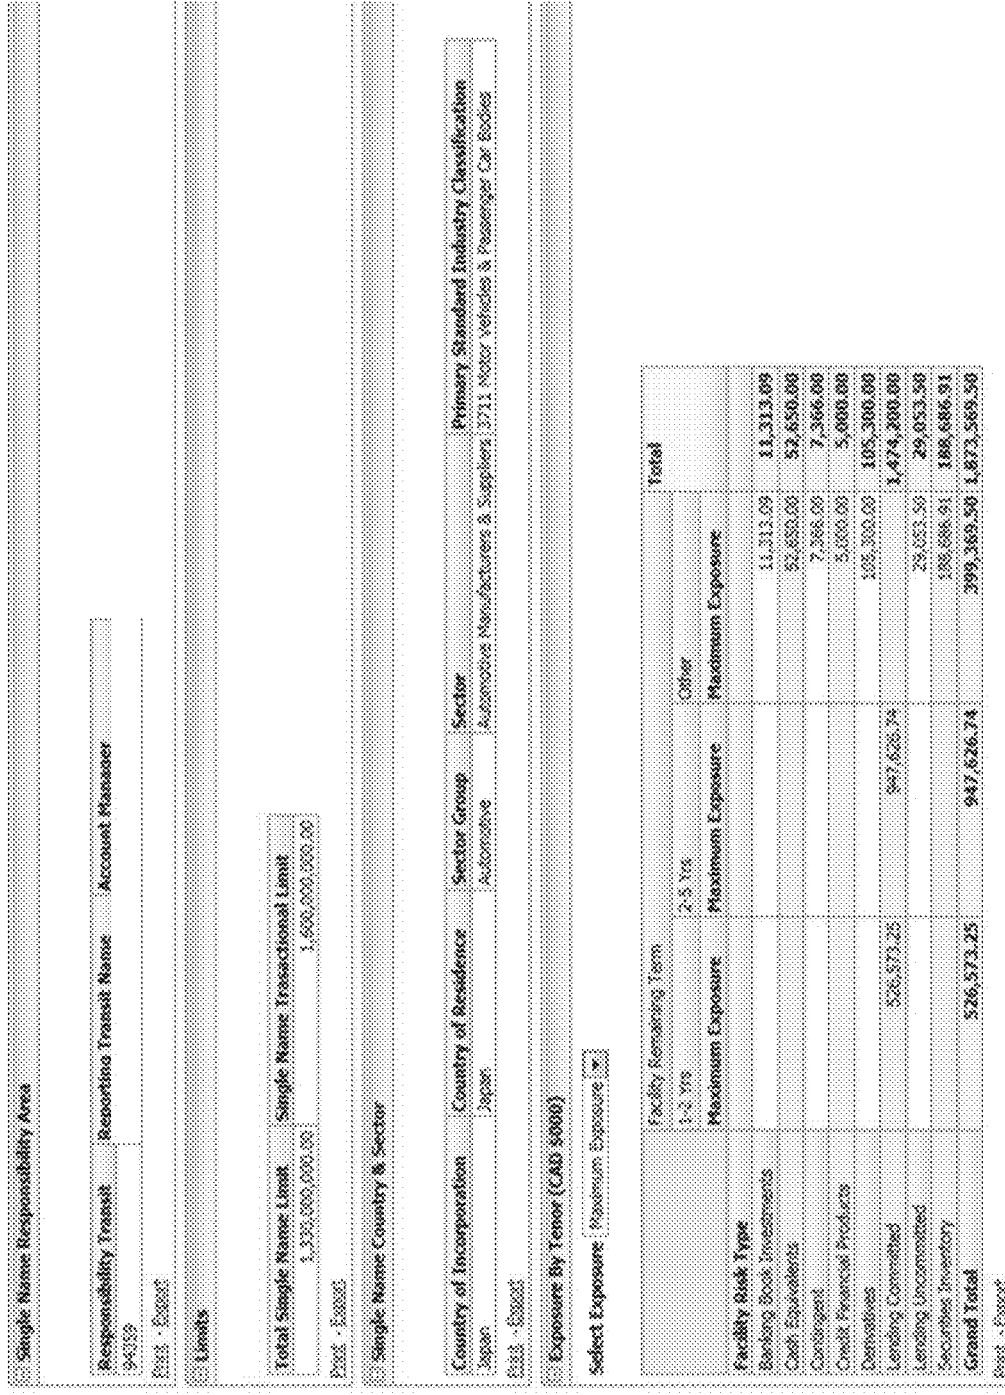 Single Name Responsibility Area
Responsibility Transit Reporting Transit Name Account Manager
94059
Print - Export
Limits
Total Single Name Limit Single Name Trasactional Limit
1,330,000,000.00 1,600,000,000.00
Print - Export
Single Name Country & Sector
Country of Incorporation Country of Residence Sector Group Sector Primary Standard Industry Classification
Japan Japan Automotive Automotive Manufacturers & Suppliers 3711 Motor Vehicles & Passenger Car Bodies
Print - Export
Exposure By Tenor (CAD $000)
Select Exposure Maximum Exposure
Facility Remaining Term Total
1-2 Yrs 2-5 Yrs Other
Maximum Exposure Maximum Exposure Maximum Exposure
Facility Risk Type
Banking Book Investments 11,313.09 11,313.09
Cash Equivalents 52,650.00 52,650.00
Contingent 7,366.00 7,366.00
Credit Financial Products 5,000.00 5,000.00
Derivatives 105,300.00 105,300.00
Lending Committed 526,573.25 947,626.74 1,474,200.00
Lending Uncommitted 29,053.50 29,053.50
Securities Inventory 188,686.91 188,686.91
Grand Total 526,573.25 947,626.74 399,369.50 1,873,569.50
Print - Export